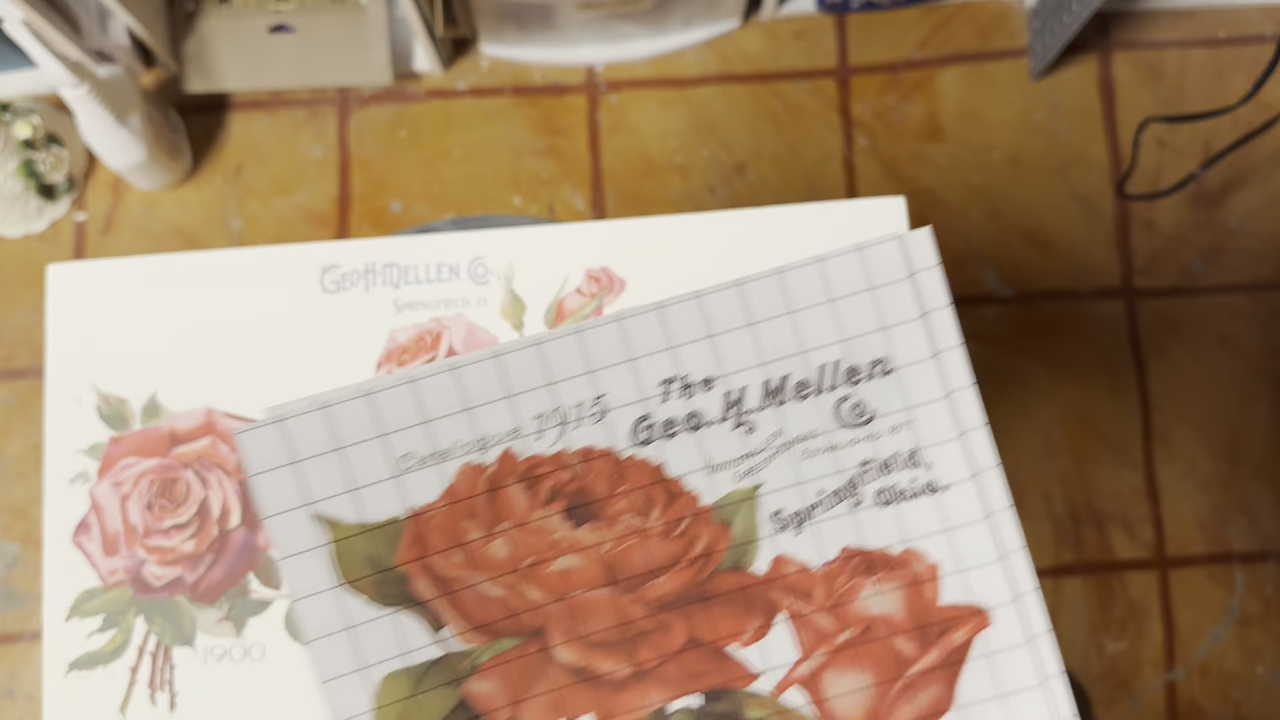 GEO. H. MELLEN CO.
SPRINGFIELD, O.
1900
Catalogue 1915
The
Geo. H. Mellen
Co.
Springfield,
Ohio.